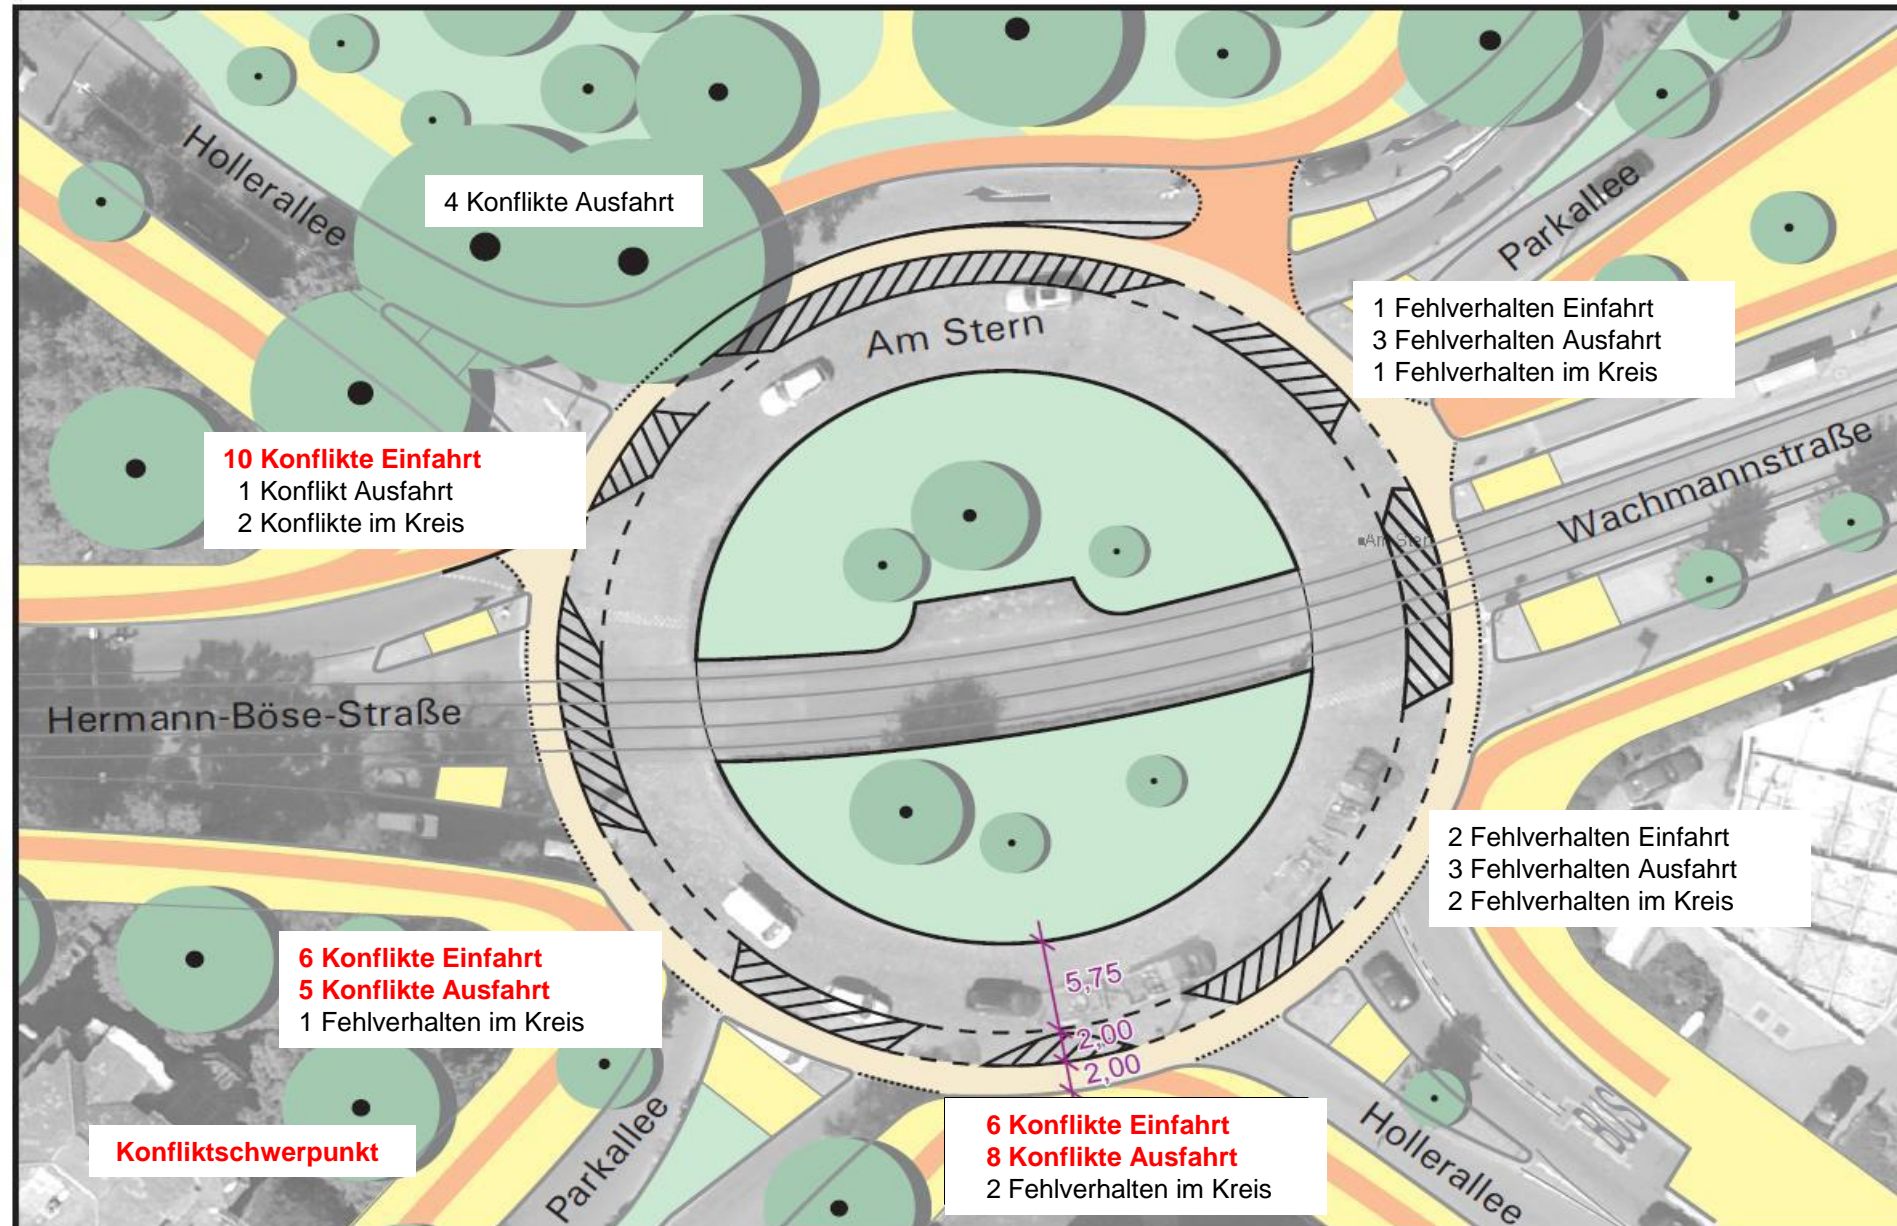 Hollerallee
4 Konflikte Ausfahrt
Parkallee
Am Stern
1 Fehlverhalten Einfahrt
3 Fehlverhalten Ausfahrt
1 Fehlverhalten im Kreis
10 Konflikte Einfahrt
1 Konflikt Ausfahrt
2 Konflikte im Kreis
Wachmannstraße
Am Stern
Hermann-Böse-Straße
2 Fehlverhalten Einfahrt
3 Fehlverhalten Ausfahrt
2 Fehlverhalten im Kreis
6 Konflikte Einfahrt
5 Konflikte Ausfahrt
1 Fehlverhalten im Kreis
5,75
2,00
2,00
Konfliktschwerpunkt
Parkallee
6 Konflikte Einfahrt
8 Konflikte Ausfahrt
2 Fehlverhalten im Kreis
Hollerallee
BUS